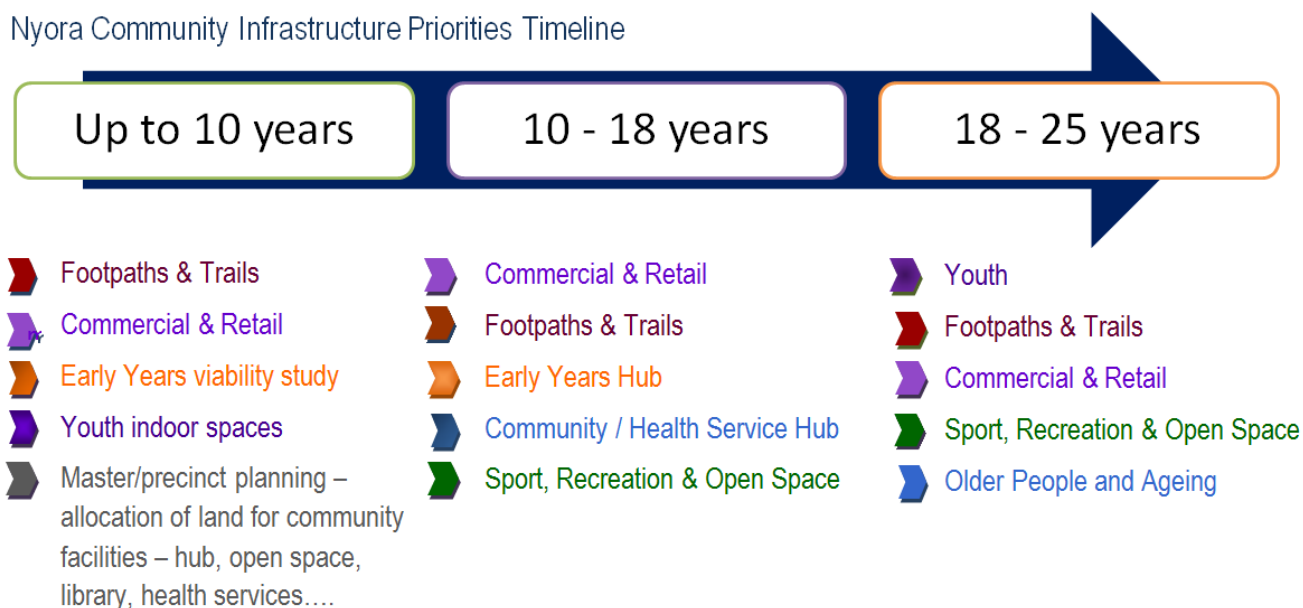 Nyora Community Infrastructure Priorities Timeline
Up to 10 years
10 - 18 years
18 - 25 years
Footpaths & Trails
Commercial & Retail
Early Years viability study
Youth indoor spaces
Master/precinct planning –
allocation of land for community
facilities – hub, open space,
library, health services….
Commercial & Retail
Footpaths & Trails
Early Years Hub
Community / Health Service Hub
Sport, Recreation & Open Space
Youth
Footpaths & Trails
Commercial & Retail
Sport, Recreation & Open Space
Older People and Ageing